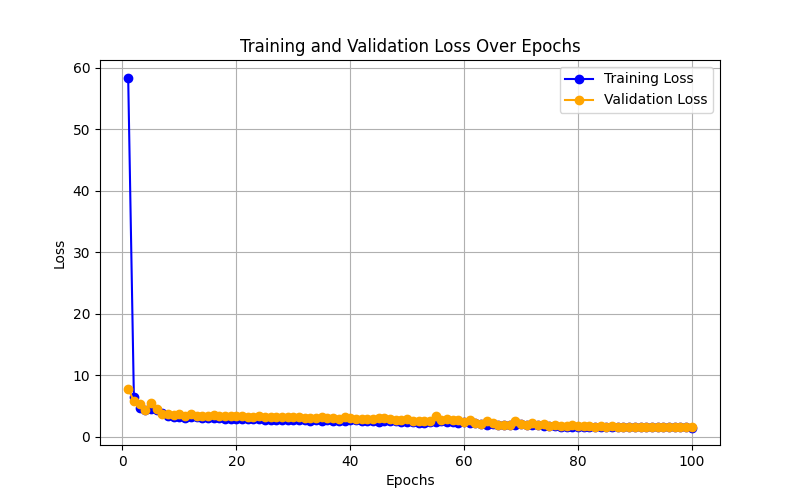 Training and Validation Loss Over Epochs
Training Loss
Validation Loss
60
50
40
30
20
10
0
Loss
0 20 40 60 80 100
Epochs